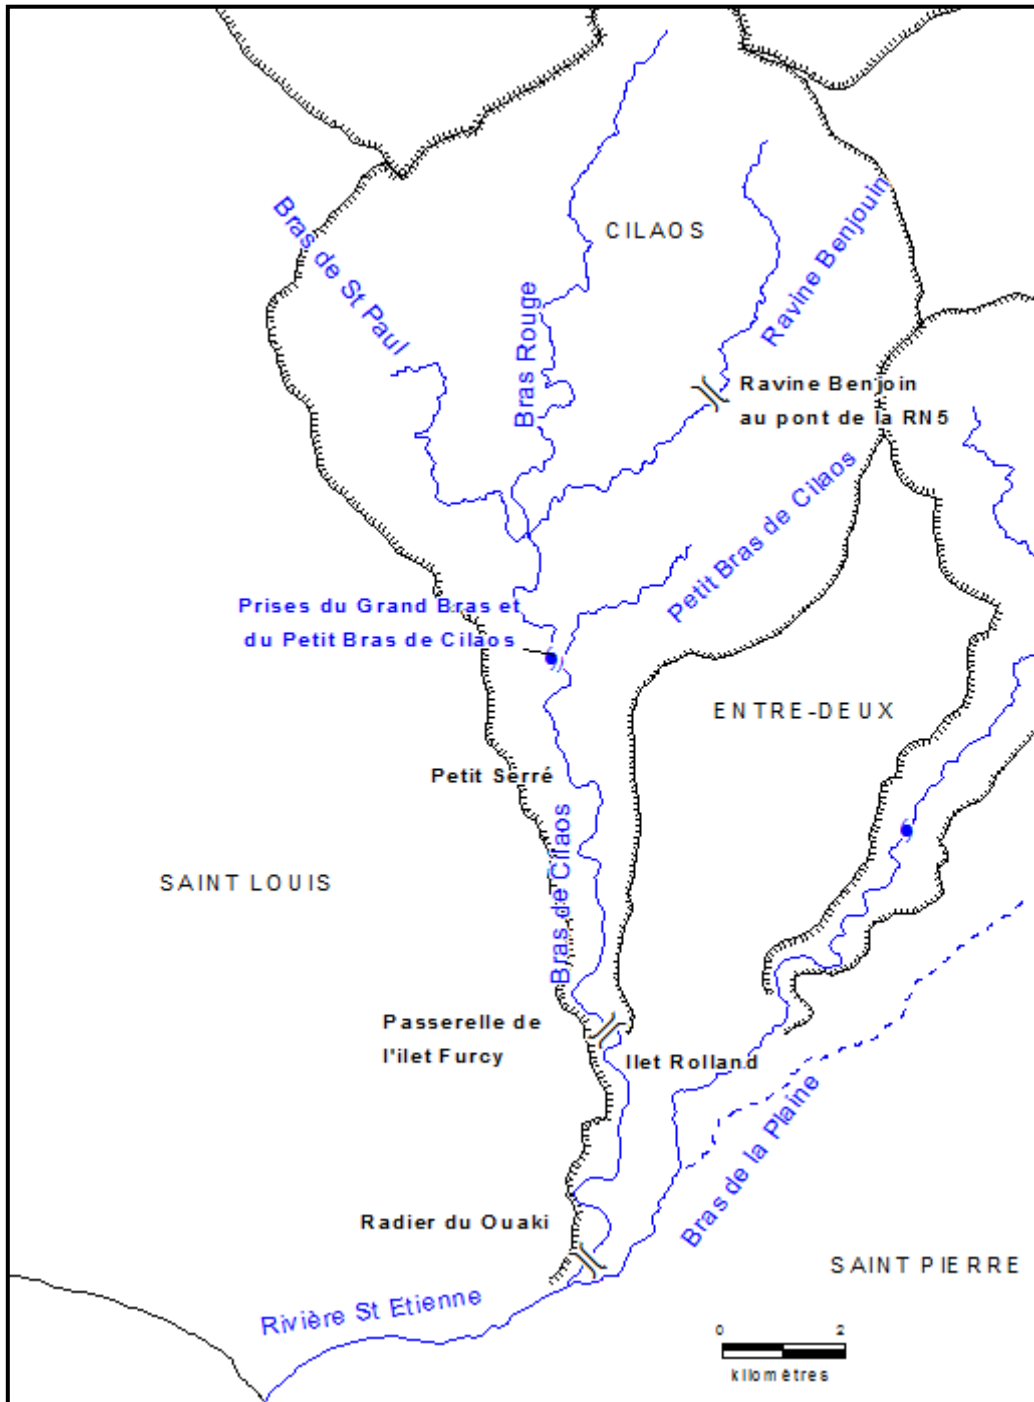 CILAOS
Bras de St Paul
Bras Rouge
Ravine Benjouin
Ravine Benjoin
au pont de la RN5
Petit Bras de Cilaos
Prises du Grand Bras et
du Petit Bras de Cilaos
ENTRE-DEUX
Petit Serré
Bras de Cilaos
SAINT LOUIS
Passerelle de
l'ilet Furcy
Ilet Rolland
Bras de la Plaine
Radier du Ouaki
SAINT PIERRE
Rivière St Etienne
0 2
kilomètres